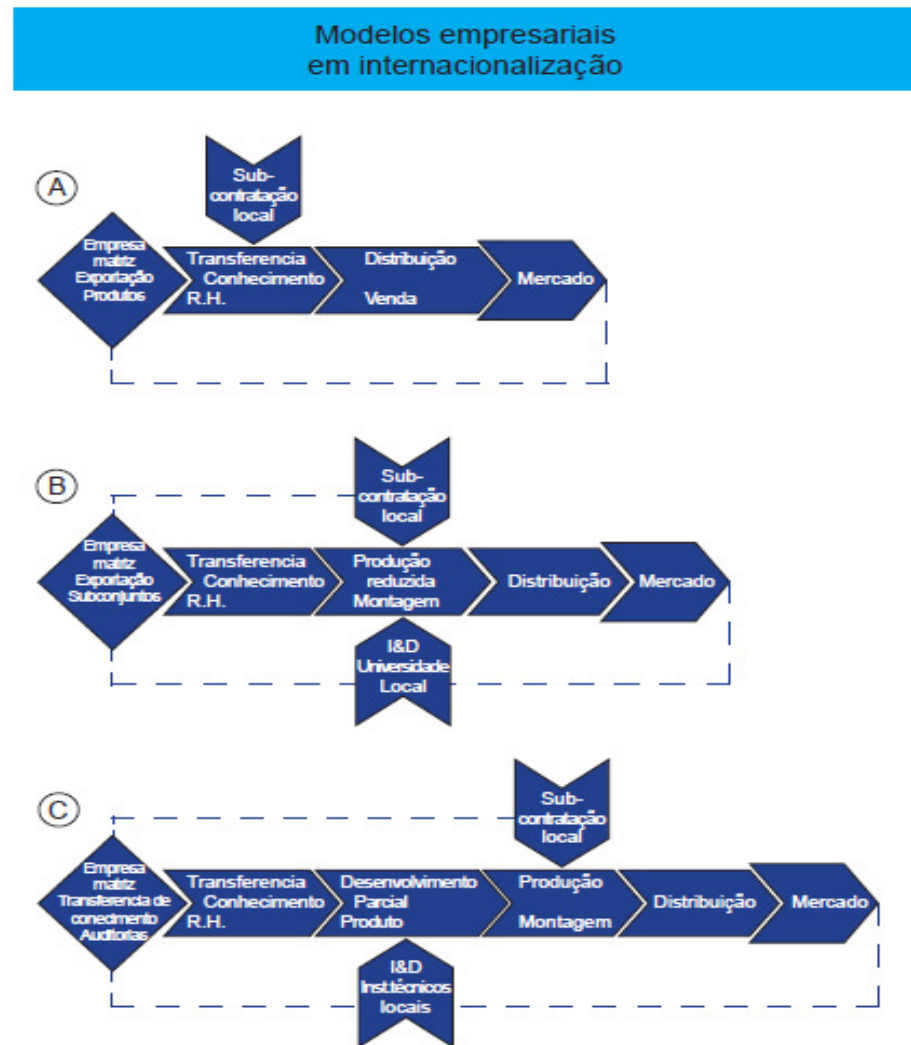 Modelos empresariais
em internacionalização
A
Sub-
contratação
local
Empresa
matriz
Exportação
Produtos
Transferencia
Conhecimento
R.H.
Distribuição
Venda
Mercado
B
Sub-
contratação
local
Empresa
matriz
Exportação
Subconjuntos
Transferencia
Conhecimento
R.H.
Produção
reduzida
Montagem
Distribuição
Mercado
I&D
Universidade
Local
C
Sub-
contratação
local
Empresa
matriz
Transferencia de
conecimento
Auditorias
Transferencia
Conhecimento
R.H.
Desenvolvimento
Parcial
Produto
Produção
Montagem
Distribuição
Mercado
I&D
Inst.técnicos
locais